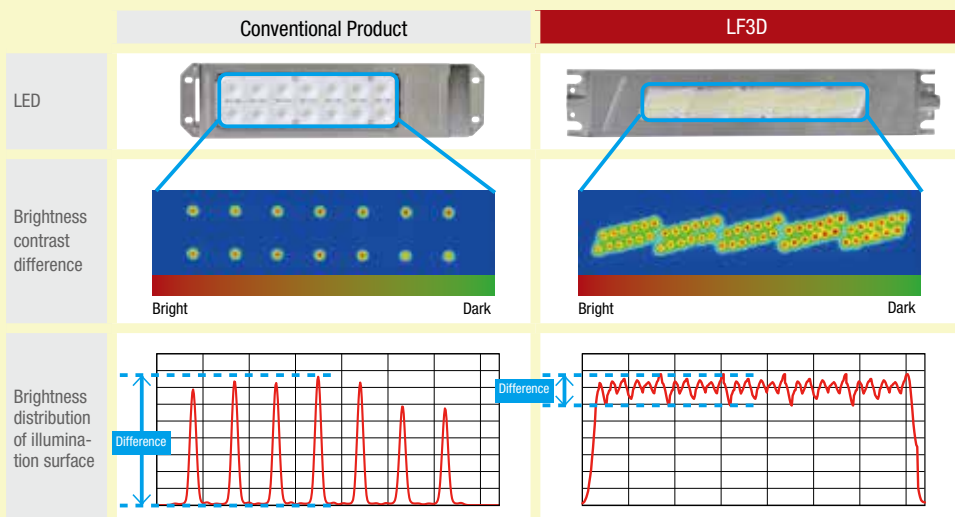 Conventional Product
LF3D
LED
Brightness
contrast
difference
Bright
Dark
Bright
Dark
Brightness
distribution
of illumina-
tion surface
Difference
Difference